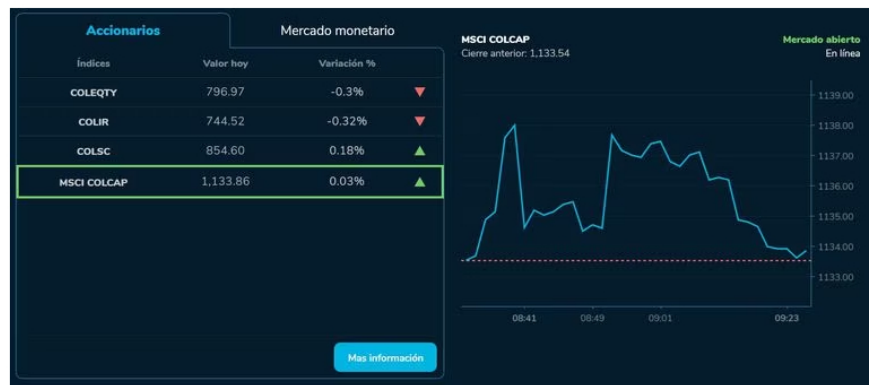 Accionarios Mercado monetario
Índices Valor hoy Variación %
COLEQTY 796.97 -0.3%
COLIR 744.52 -0.32%
COLSC 854.60 0.18%
MSCI COLCAP 1,133.86 0.03%
Mas información
MSCI COLCAP Mercado abierto
Cierre anterior: 1,133.54 En línea
1139.00
1138.00
1137.00
1136.00
1135.00
1134.00
1133.00
08:41 08:49 09:01 09:23